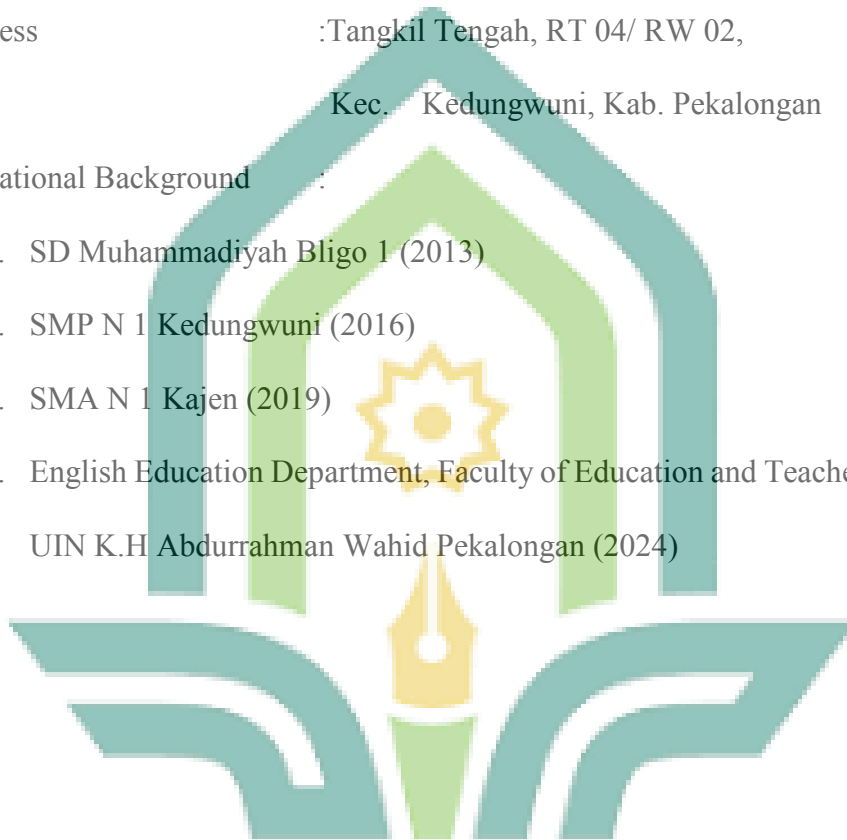 ess :Tangkil Tengah, RT 04/ RW 02,
Kec. Kedungwuni, Kab. Pekalongan
ational Background :
. SD Muhammadiyah Bligo 1 (2013)
. SMP N 1 Kedungwuni (2016)
. SMA N 1 Kajen (2019)
. English Education Department, Faculty of Education and Teache
UIN K.H Abdurrahman Wahid Pekalongan (2024)